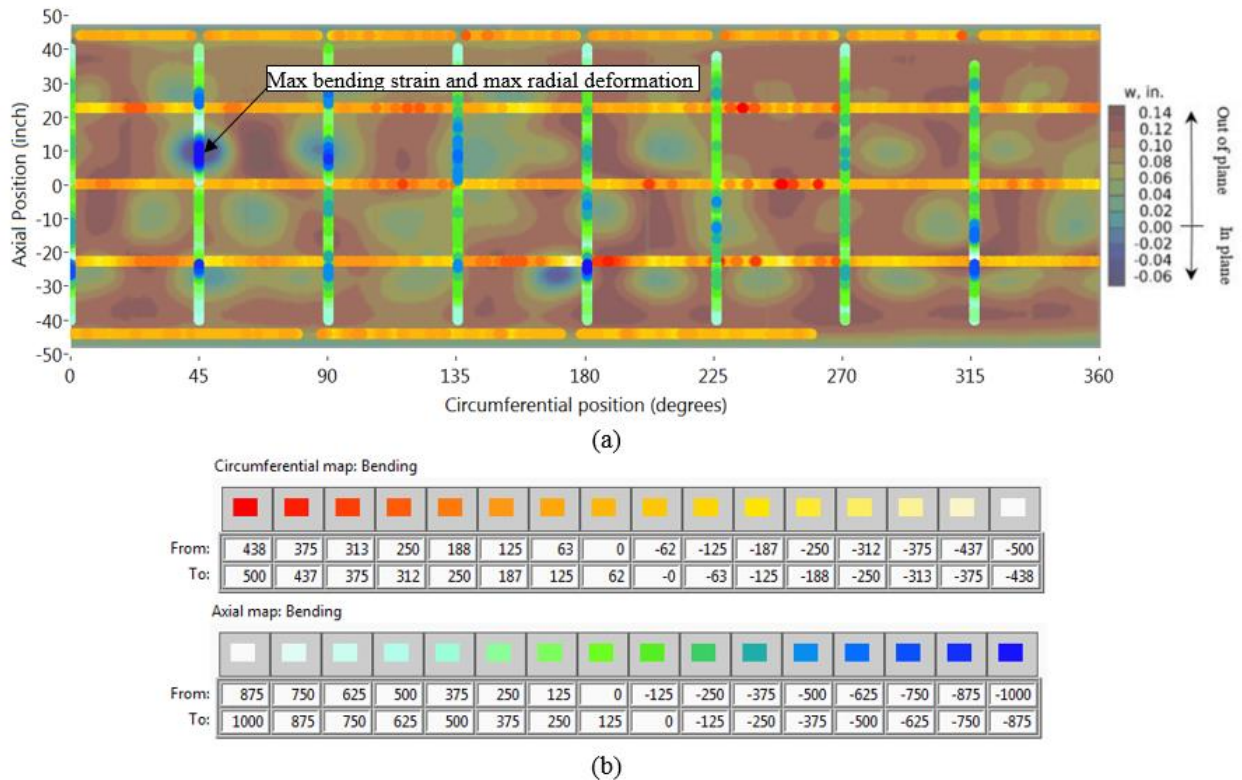 Max bending strain and max radial deformation
50
40
30
20
10
0
-10
-20
-30
-40
-50
Axial Position (inch)
0 45 90 135 180 225 270 315 360
Circumferential position (degrees)
w, in.
0.14
0.12
0.10
0.08
0.06
0.04
0.02
0.00
-0.02
-0.04
-0.06
Out of plane
In plane
(a)
Circumferential map: Bending
From: 438 375 313 250 188 125 63 0 -62 -125 -187 -250 -312 -375 -437 -500
To: 500 437 375 312 250 187 125 62 -0 -63 -125 -188 -250 -313 -375 -438
Axial map: Bending
From: 875 750 625 500 375 250 125 0 -125 -250 -375 -500 -625 -750 -875 -1000
To: 1000 875 750 625 500 375 250 125 0 -125 -250 -375 -500 -625 -750 -875
(b)